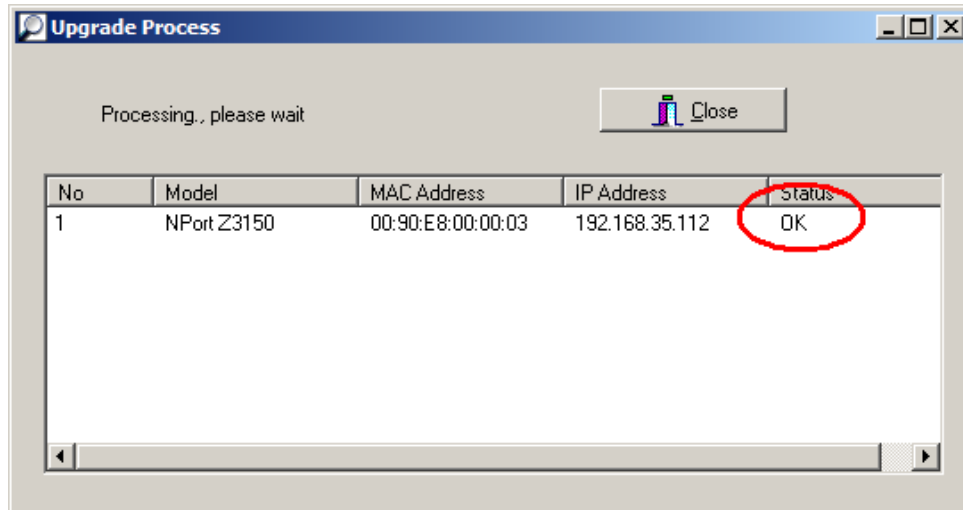 Upgrade Process
Processing., please wait
Close
No Model MAC Address IP Address Status
1 NPort Z3150 00:90:E8:00:00:03 192.168.35.112 OK